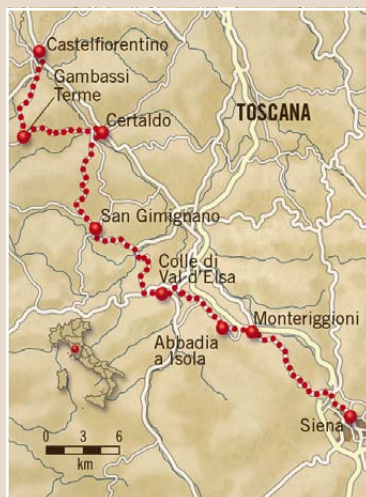 Castelfiorentino
Gambassi
Terme
Certaldo
TOSCANA
San Gimignano
Colle di
Val d'Elsa
Monteriggioni
Abbadia
a Isola
Siena
0 3 6
km